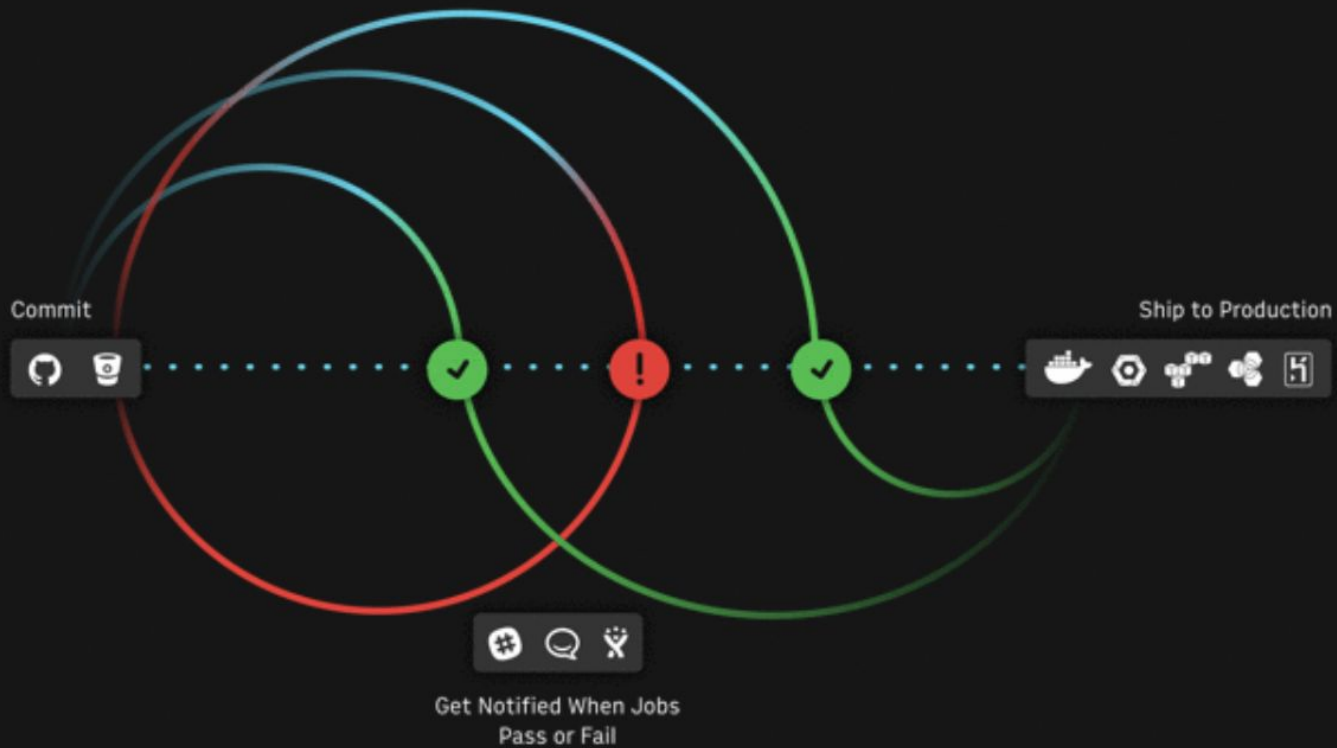 Commit
Ship to Production
Get Notified When Jobs
Pass or Fail